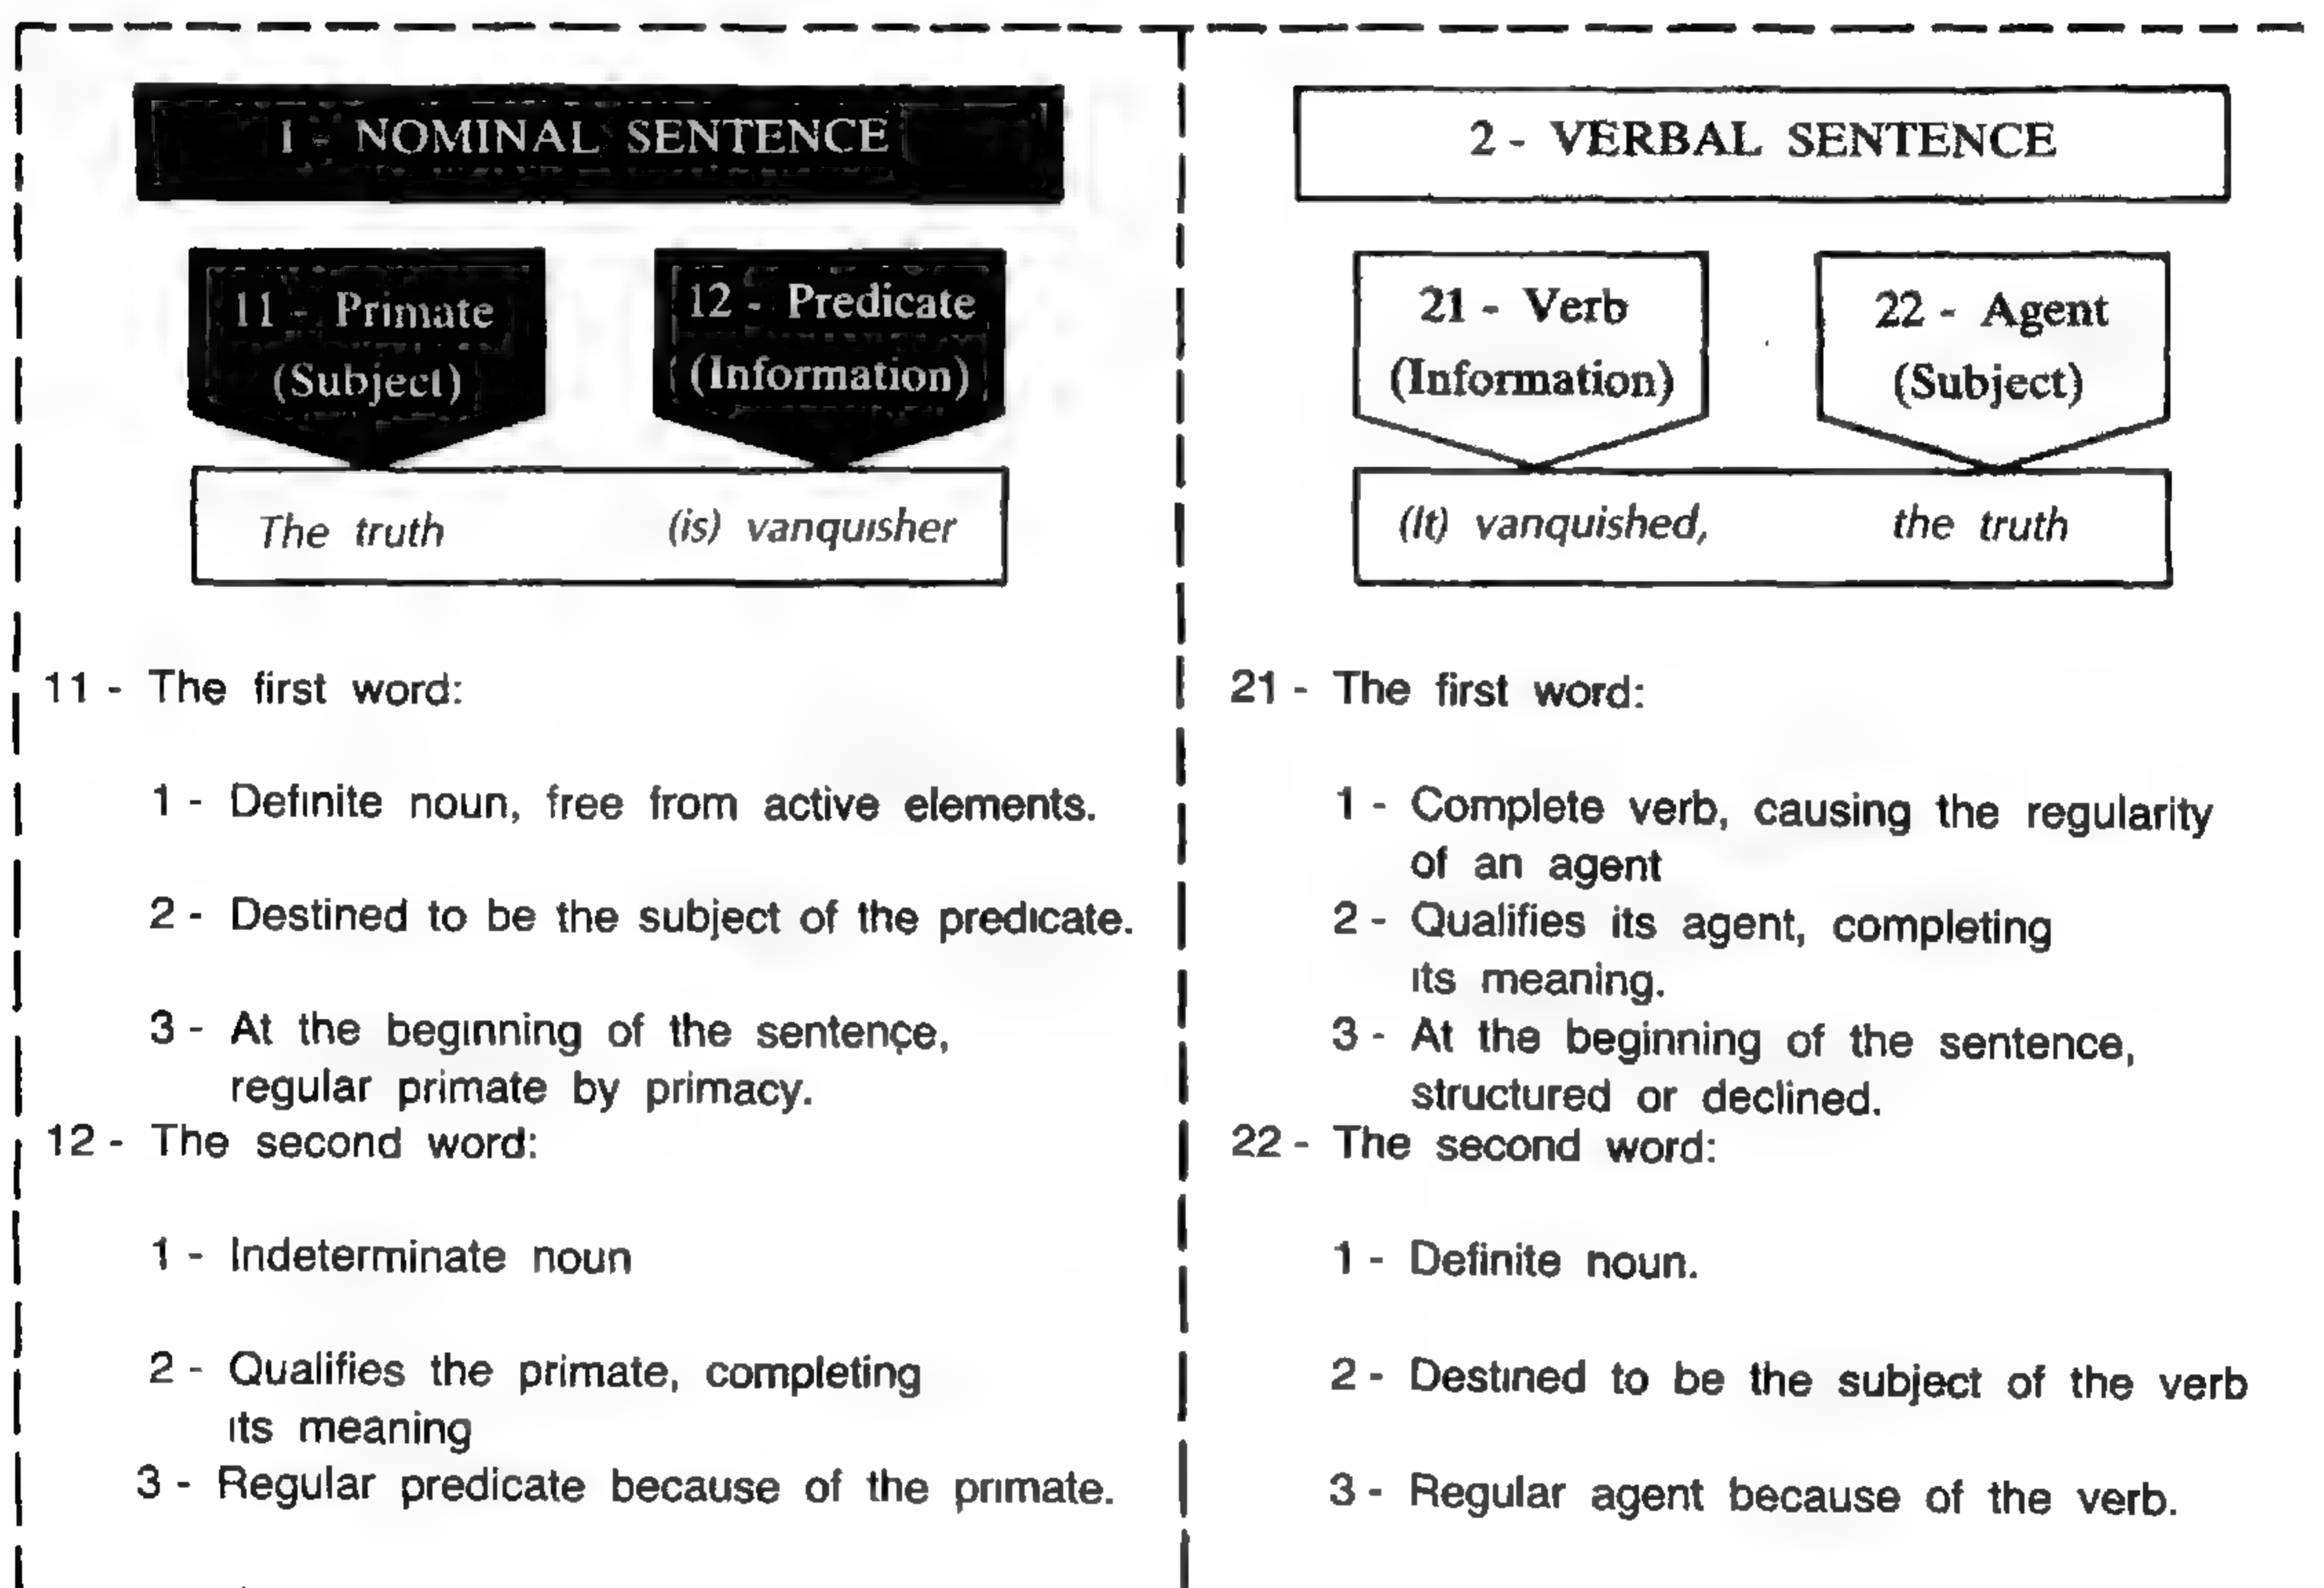 1 - NOMINAL SENTENCE
11 - Primate
(Subject)
12 - Predicate
(Information)
The truth (is) vanquisher
11 - The first word:
1 - Definite noun, free from active elements.
2 - Destined to be the subject of the predicate.
3 - At the beginning of the sentence,
regular primate by primacy.
12 - The second word:
1 - Indeterminate noun
2 - Qualifies the primate, completing
its meaning
3 - Regular predicate because of the primate.
2 - VERBAL SENTENCE
21 - Verb
(Information)
22 - Agent
(Subject)
(It) vanquished, the truth
21 - The first word:
1 - Complete verb, causing the regularity
of an agent
2 - Qualifies its agent, completing
its meaning.
3 - At the beginning of the sentence,
structured or declined.
22 - The second word:
1 - Definite noun.
2 - Destined to be the subject of the verb
3 - Regular agent because of the verb.